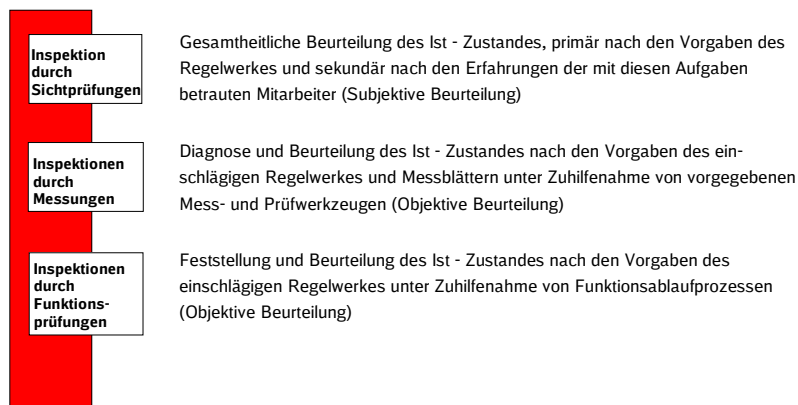 Inspektion
durch
Sichtprüfungen
Gesamtheitliche Beurteilung des Ist - Zustandes, primär nach den Vorgaben des
Regelwerkes und sekundär nach den Erfahrungen der mit diesen Aufgaben
betrauten Mitarbeiter (Subjektive Beurteilung)
Inspektionen
durch
Messungen
Diagnose und Beurteilung des Ist - Zustandes nach den Vorgaben des ein-
schlägigen Regelwerkes und Messblättern unter Zuhilfenahme von vorgegebenen
Mess- und Prüfwerkzeugen (Objektive Beurteilung)
Inspektionen
durch
Funktions-
prüfungen
Feststellung und Beurteilung des Ist - Zustandes nach den Vorgaben des
einschlägigen Regelwerkes unter Zuhilfenahme von Funktionsablaufprozessen
(Objektive Beurteilung)